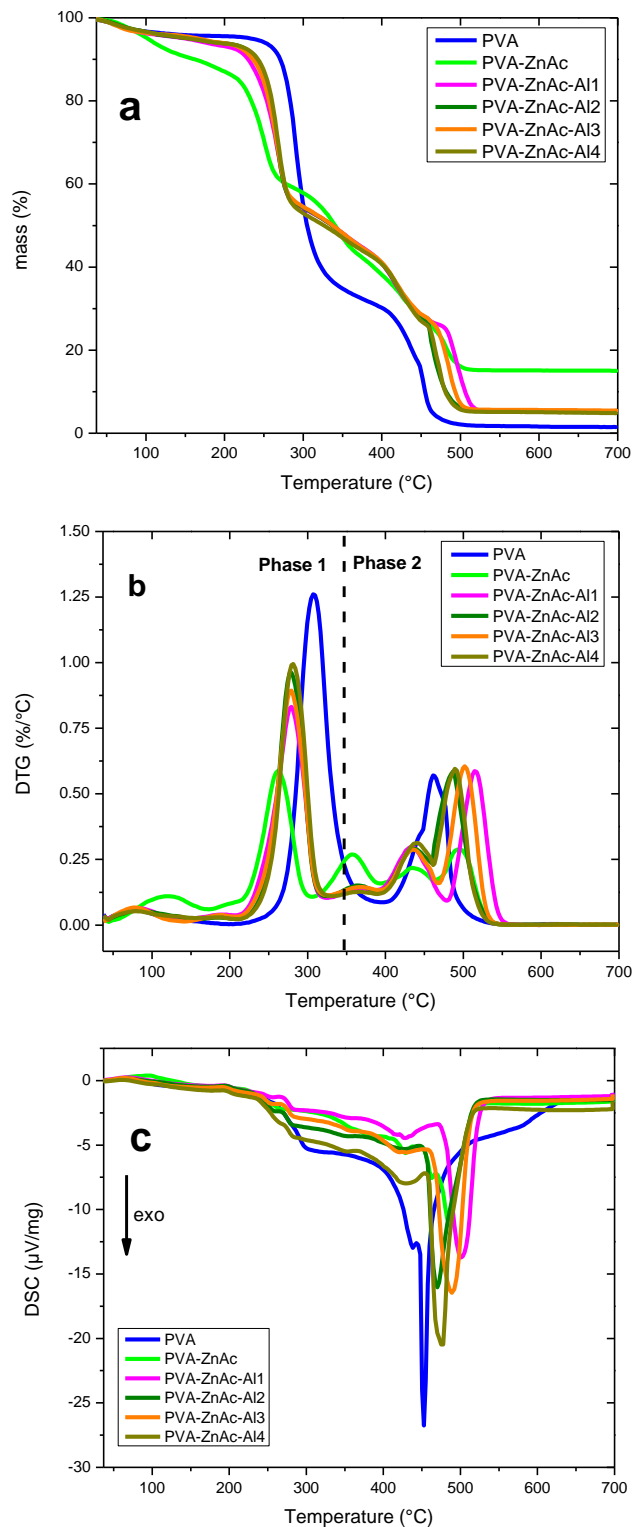 100
80
60
40
20
0
mass (%)
a
PVA
PVA-ZnAc
PVA-ZnAc-Al1
PVA-ZnAc-Al2
PVA-ZnAc-Al3
PVA-ZnAc-Al4
100 200 300 400 500 600 700
Temperature (°C)
1.50
1.25
1.00
0.75
0.50
0.25
0.00
DTG (%/°C)
b
Phase 1
Phase 2
PVA
PVA-ZnAc
PVA-ZnAc-Al1
PVA-ZnAc-Al2
PVA-ZnAc-Al3
PVA-ZnAc-Al4
100 200 300 400 500 600 700
Temperature (°C)
0
-5
-10
-15
-20
-25
-30
DSC (µV/mg)
c
exo
PVA
PVA-ZnAc
PVA-ZnAc-Al1
PVA-ZnAc-Al2
PVA-ZnAc-Al3
PVA-ZnAc-Al4
100 200 300 400 500 600 700
Temperature (°C)